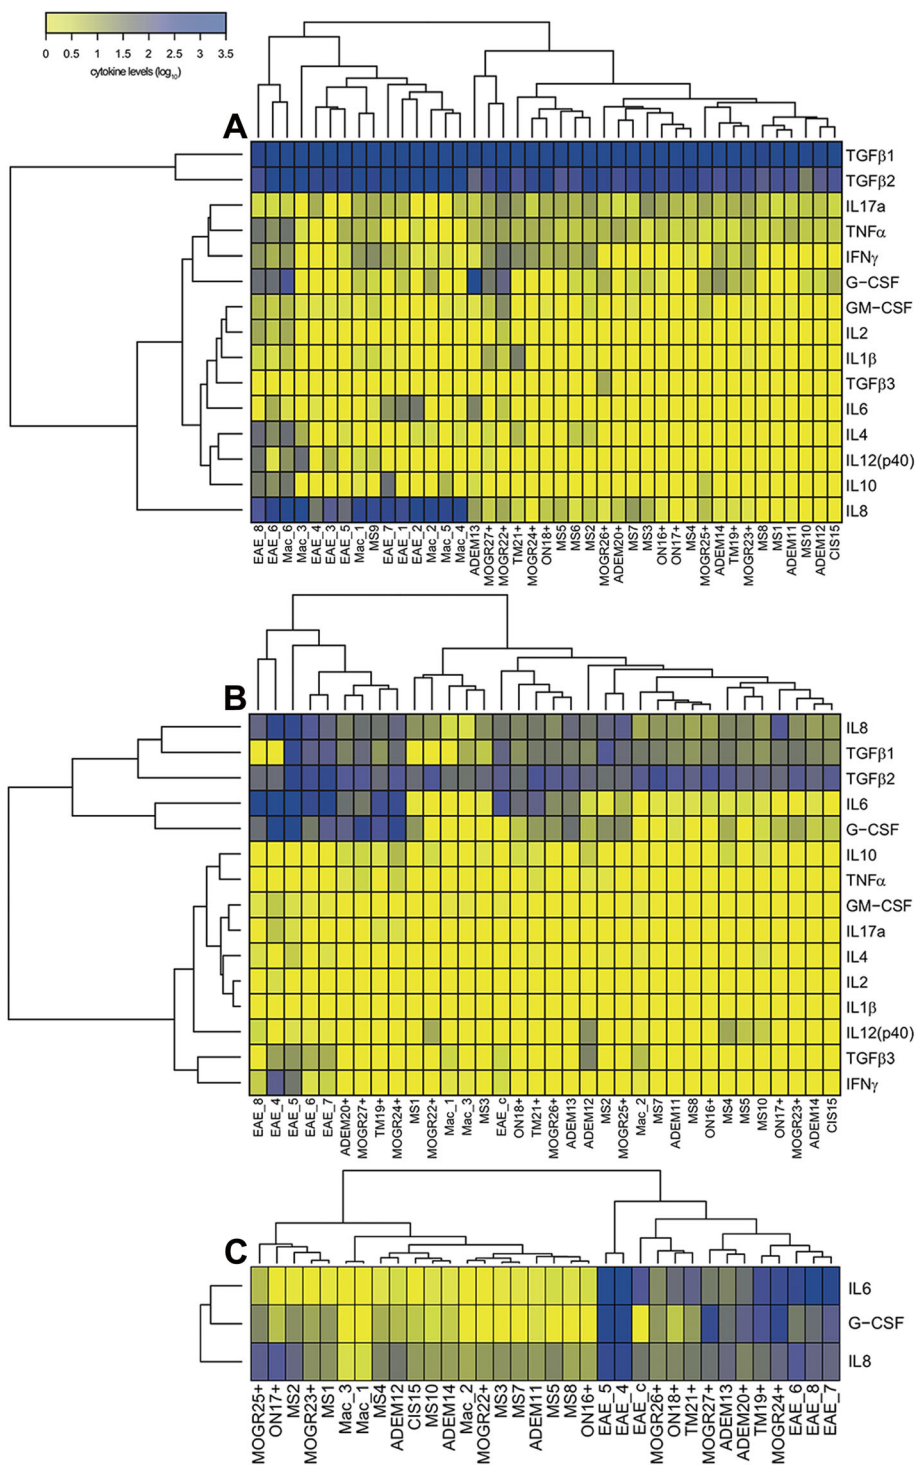 0 0.5 1 1.5 2 2.5 3 3.5
cytokine levels (log10)
A
TGFβ1
TGFβ2
IL17a
TNFα
IFNγ
G−CSF
GM−CSF
IL2
IL1β
TGFβ3
IL6
IL4
IL12(p40)
IL10
IL8
EAE_8
EAE_6
Mac_6
Mac_3
EAE_4
EAE_3
EAE_5
Mac_1
MS9
EAE_7
EAE_1
EAE_2
Mac_2
Mac_5
Mac_4
ADEM13
MOGR27+
MOGR22+
TM21+
MOGR24+
ON18+
MS5
MS6
MS2
MOGR26+
ADEM20+
MS7
MS3
ON16+
ON17+
MS4
MOGR25+
ADEM14
TM19+
MOGR23+
MS8
MS1
ADEM11
MS10
ADEM12
CIS15
B
IL8
TGFβ1
TGFβ2
IL6
G−CSF
IL10
TNFα
GM−CSF
IL17a
IL4
IL2
IL1β
IL12(p40)
TGFβ3
IFNγ
EAE_8
EAE_4
EAE_5
EAE_6
EAE_7
ADEM20+
MOGR27+
TM19+
MOGR24+
MS1
MOGR22+
Mac_1
Mac_3
MS3
EAE_c
ON18+
TM21+
MOGR26+
ADEM13
ADEM12
MS2
MOGR25+
Mac_2
MS7
ADEM11
MS8
ON16+
MS4
MS5
MS10
ON17+
MOGR23+
ADEM14
CIS15
C
IL6
G−CSF
IL8
MOGR25+
ON17+
MS2
MOGR23+
MS1
Mac_3
Mac_1
MS4
ADEM12
CIS15
MS10
ADEM14
Mac_2
MOGR22+
MS3
MS7
ADEM11
MS5
MS8
ON16+
EAE_5
EAE_4
EAE_c
MOGR26+
ON18+
TM21+
MOGR27+
ADEM13
ADEM20+
TM19+
MOGR24+
EAE_6
EAE_8
EAE_7